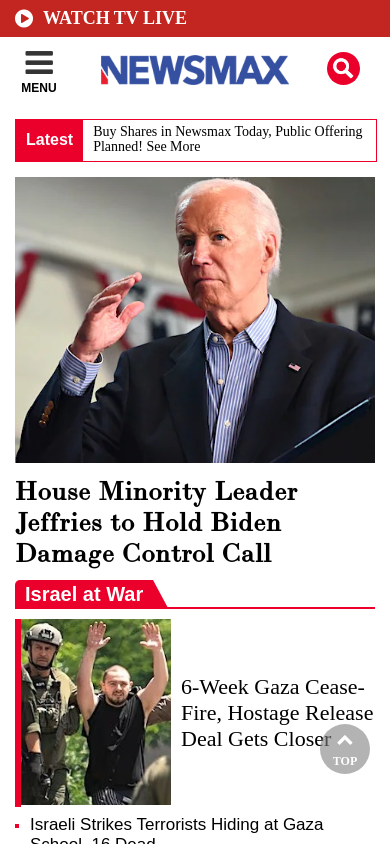 WATCH TV LIVE
MENU
NEWSMAX
Latest
Buy Shares in Newsmax Today, Public Offering
Planned! See More
House Minority Leader
Jeffries to Hold Biden
Damage Control Call
Israel at War
6-Week Gaza Cease-
Fire, Hostage Release
Deal Gets Closer
TOP
Israeli Strikes Terrorists Hiding at Gaza
School, 16 Dead